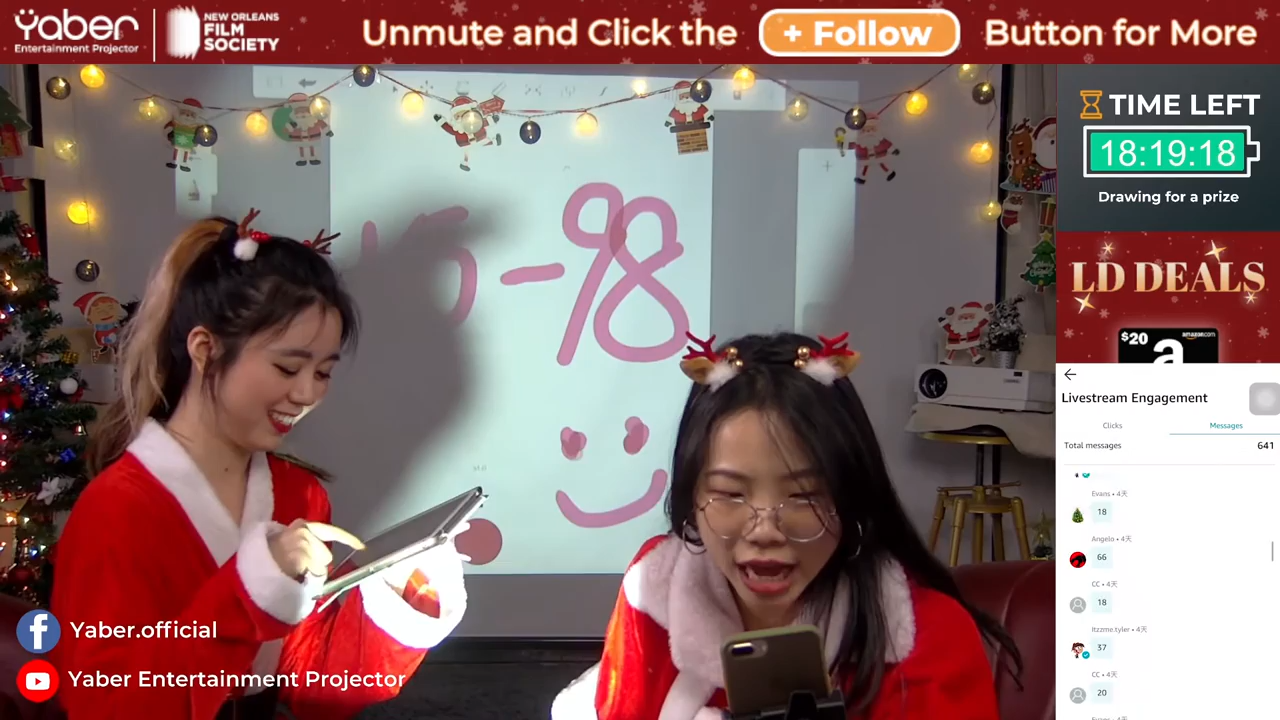 Yaber
Entertainment Projector
NEW ORLEANS
FILM
SOCIETY
Unmute and Click the + Follow Button for More
TIME LEFT
18:19:18
Drawing for a prize
LD DEALS
$20
amazon.com
a
-98
Livestream Engagement
Clicks
Messages
Total messages
641
Evans • 4天
18
Angelo • 4天
66
CC • 4天
18
Itzzme.tyler • 4天
37
CC • 4天
20
Yaber.official
Yaber Entertainment Projector